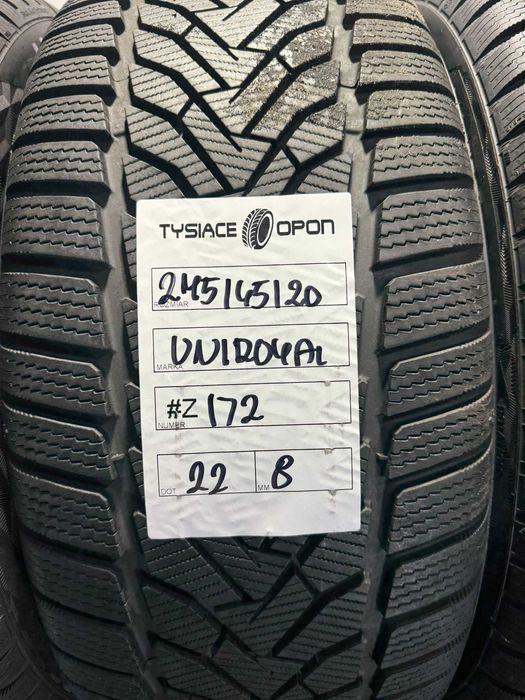 TYSIACE OPON
245/45/20
ROZMIAR
UNIROYAL
MARKA
#Z 172
NUMER
22 8
DOT MM